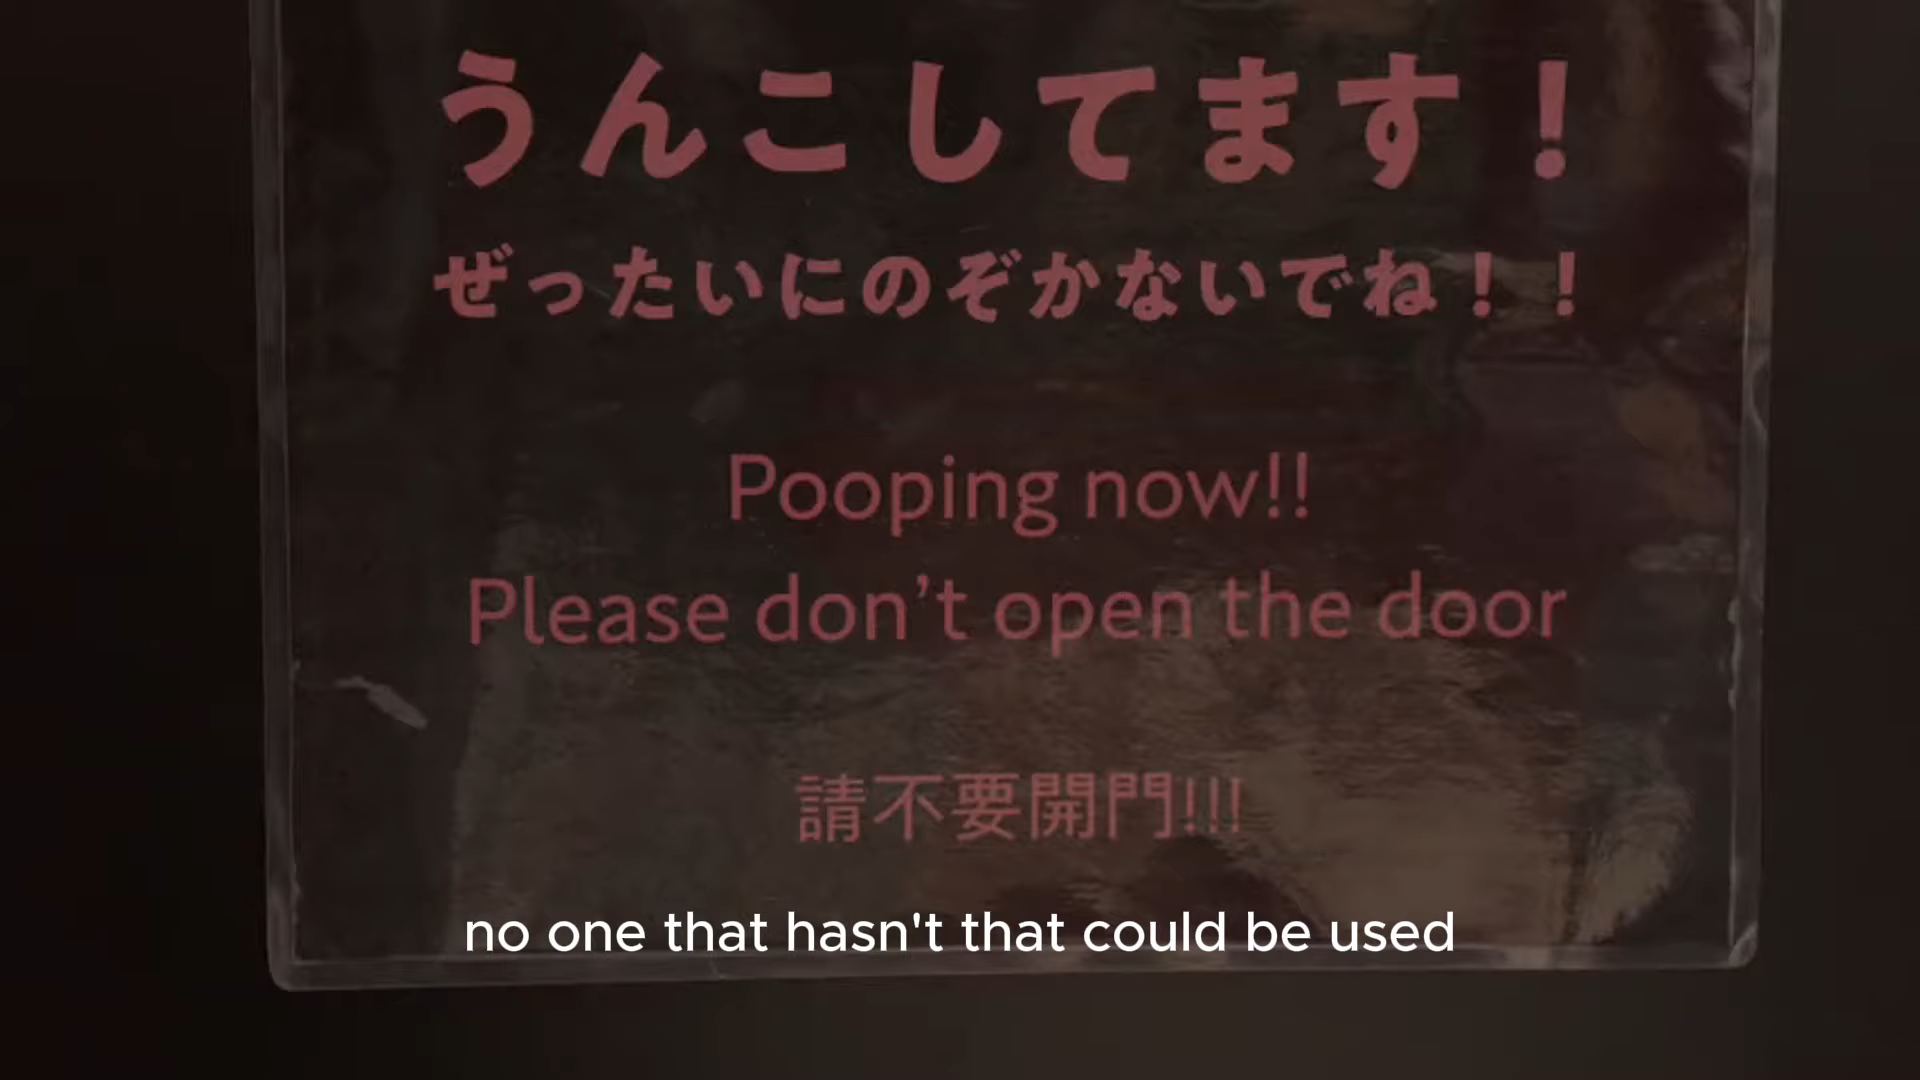 うんこしてます！
ぜったいにのぞかないでね！！
Pooping now!!
Please don’t open the door
請不要開門!!!
no one that hasn't that could be used